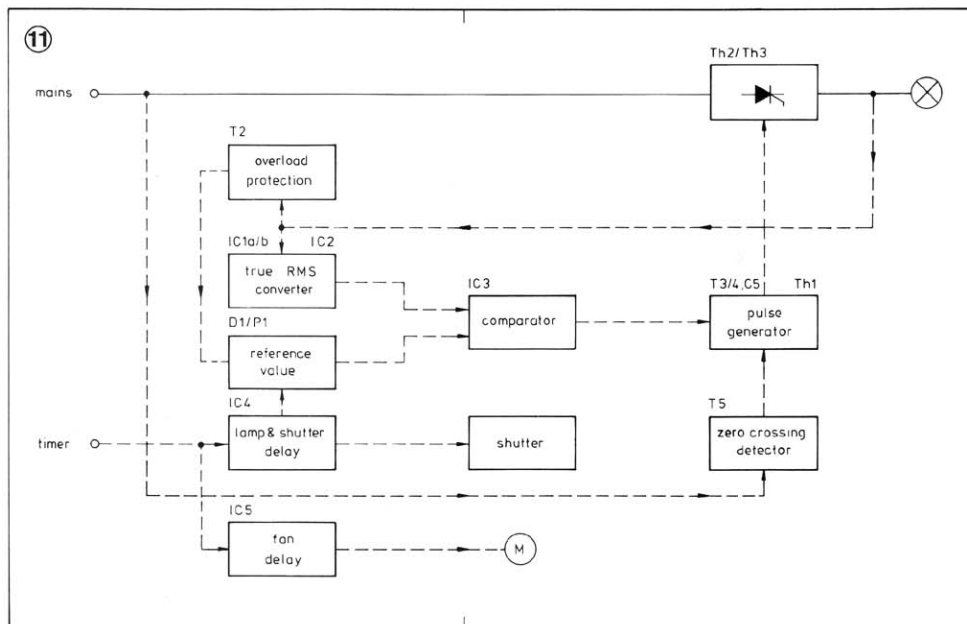 11
Th2/Th3
mains
T2
overload
protection
IC1a/b IC2
true RMS
converter
IC3
comparator
T3/4,C5 Th1
pulse
generator
D1/P1
reference
value
IC4
lamp & shutter
delay
shutter
T5
zero crossing
detector
timer
IC5
fan
delay
M